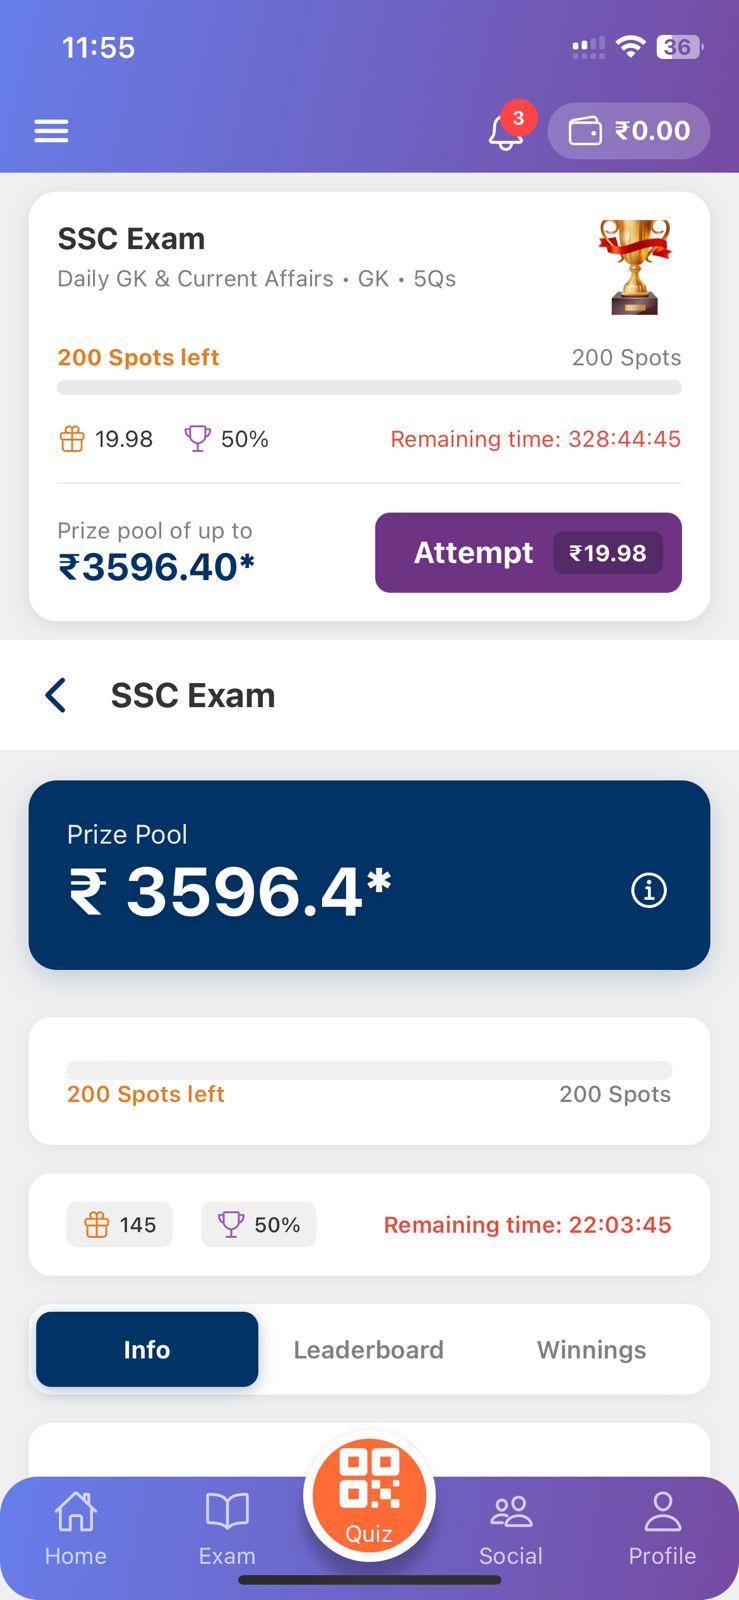 11:55
36
3
₹0.00
SSC Exam
Daily GK & Current Affairs • GK • 5Qs
200 Spots left
200 Spots
19.98
50%
Remaining time: 328:44:45
Prize pool of up to
₹3596.40*
Attempt ₹19.98
SSC Exam
Prize Pool
₹ 3596.4*
200 Spots left
200 Spots
145
50%
Remaining time: 22:03:45
Info
Leaderboard
Winnings
Home
Exam
Quiz
Social
Profile